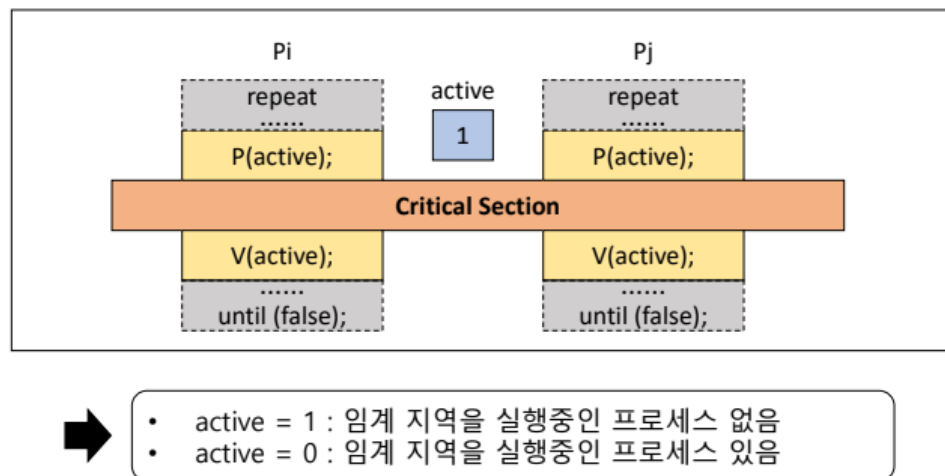 Pi Pj
repeat active repeat
...... ......
P(active); 1 P(active);
Critical Section
V(active); V(active);
...... ......
until (false); until (false);
• active = 1 : 임계 지역을 실행중인 프로세스 없음
• active = 0 : 임계 지역을 실행중인 프로세스 있음